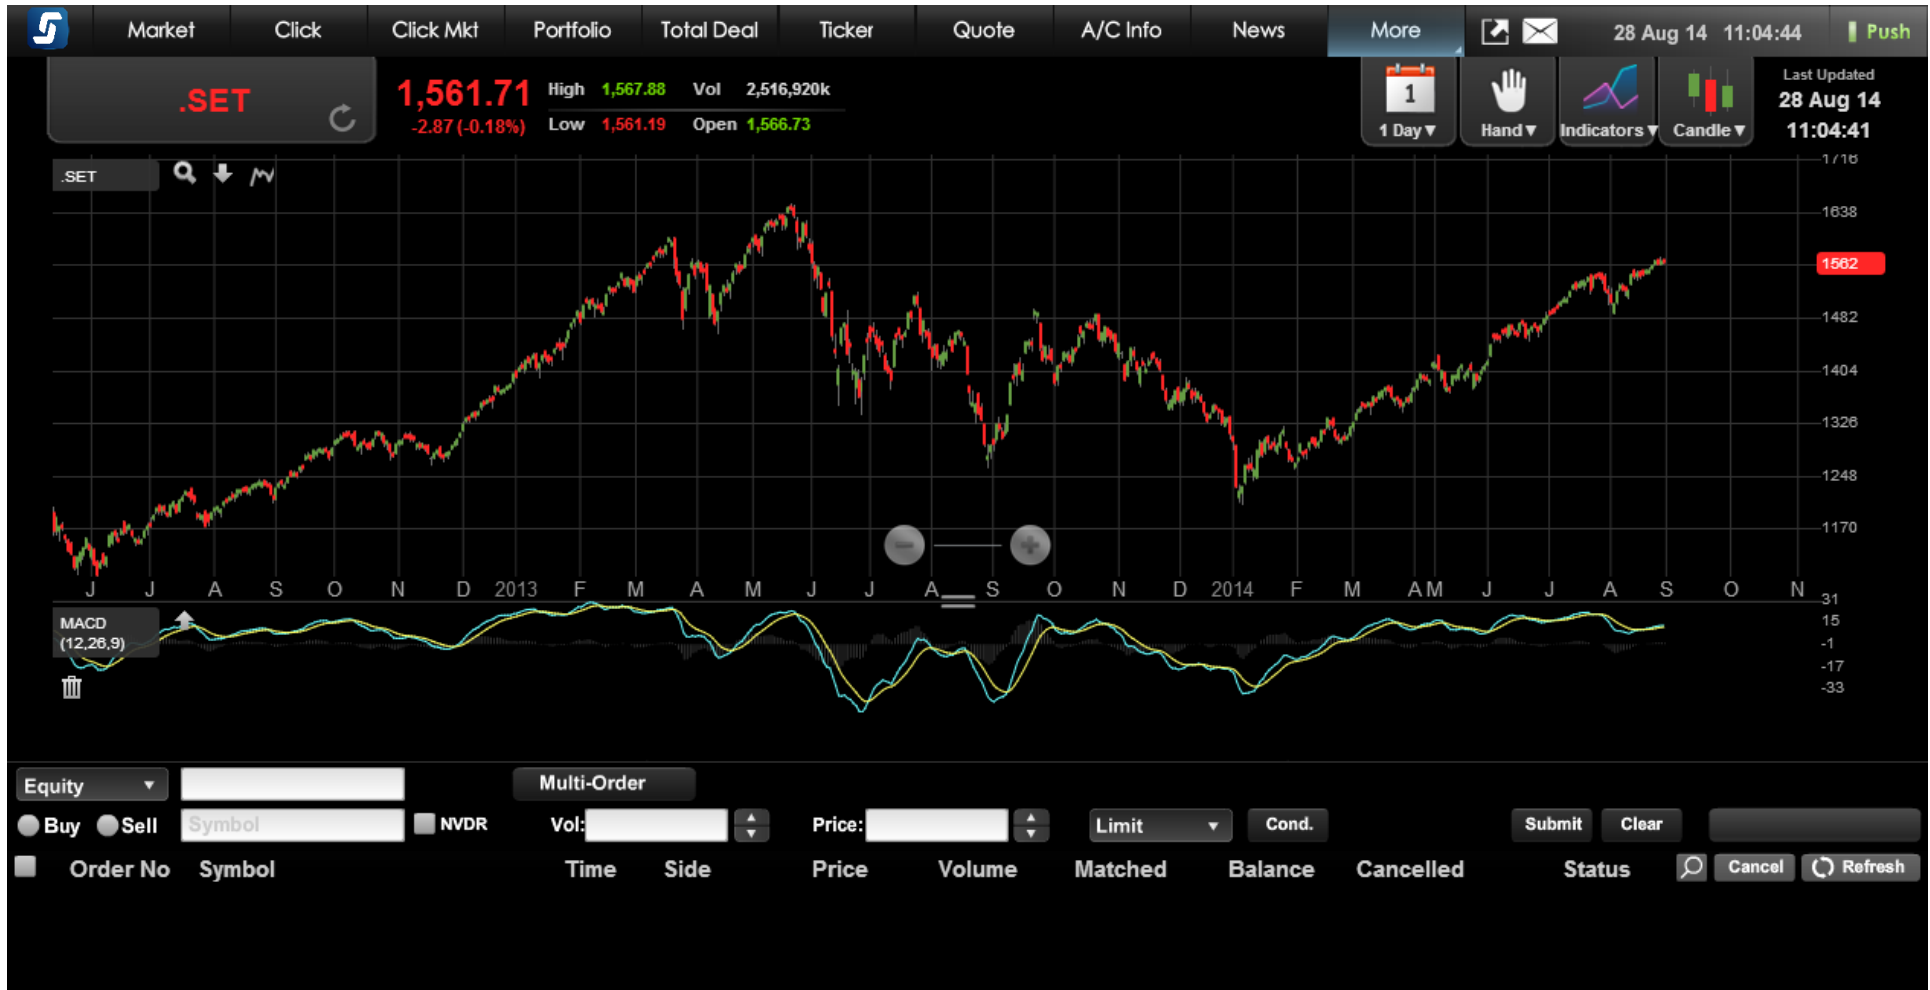 Market Click Click Mkt Portfolio Total Deal Ticker Quote A/C Info News More 28 Aug 14 11:04:44 Push
.SET 1,561.71 -2.87 (-0.18%)
High 1,567.88 Vol 2,516,920k
Low 1,561.19 Open 1,566.73
1
1 Day▼ Hand▼ Indicators▼ Candle▼
Last Updated
28 Aug 14
11:04:41
.SET
1716
1638
1562
1482
1404
1326
1248
1170
J J A S O N D 2013 F M A M J J A S O N D 2014 F M A M J J A S O N
MACD
(12,26,9)
31
15
-1
-17
-33
Equity ▼ Multi-Order
Buy Sell Symbol NVDR Vol: Price: Limit ▼ Cond. Submit Clear
Order No Symbol Time Side Price Volume Matched Balance Cancelled Status Cancel Refresh